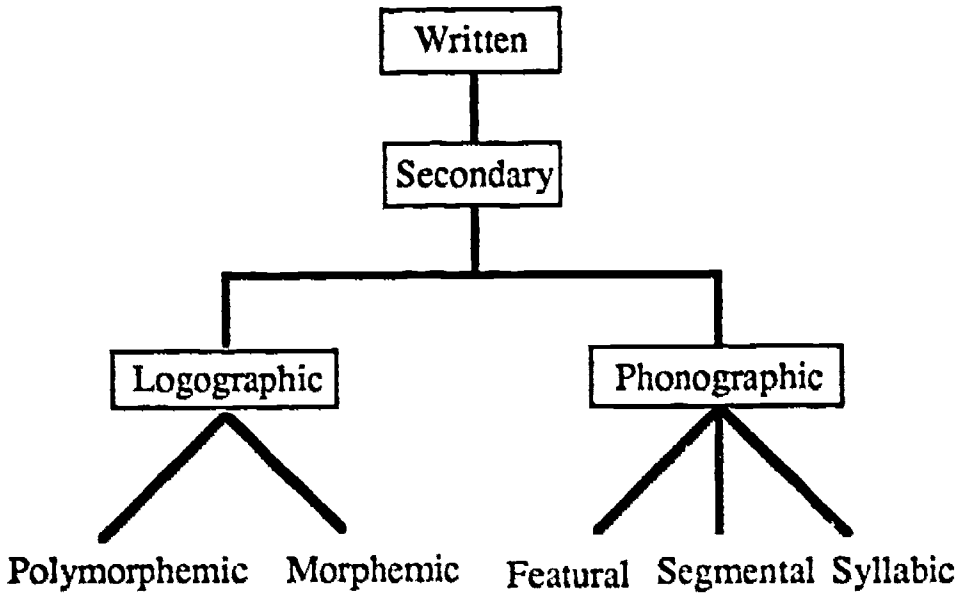 Written
Secondary
Logographic Phonographic
Polymorphemic Morphemic Featural Segmental Syllabic